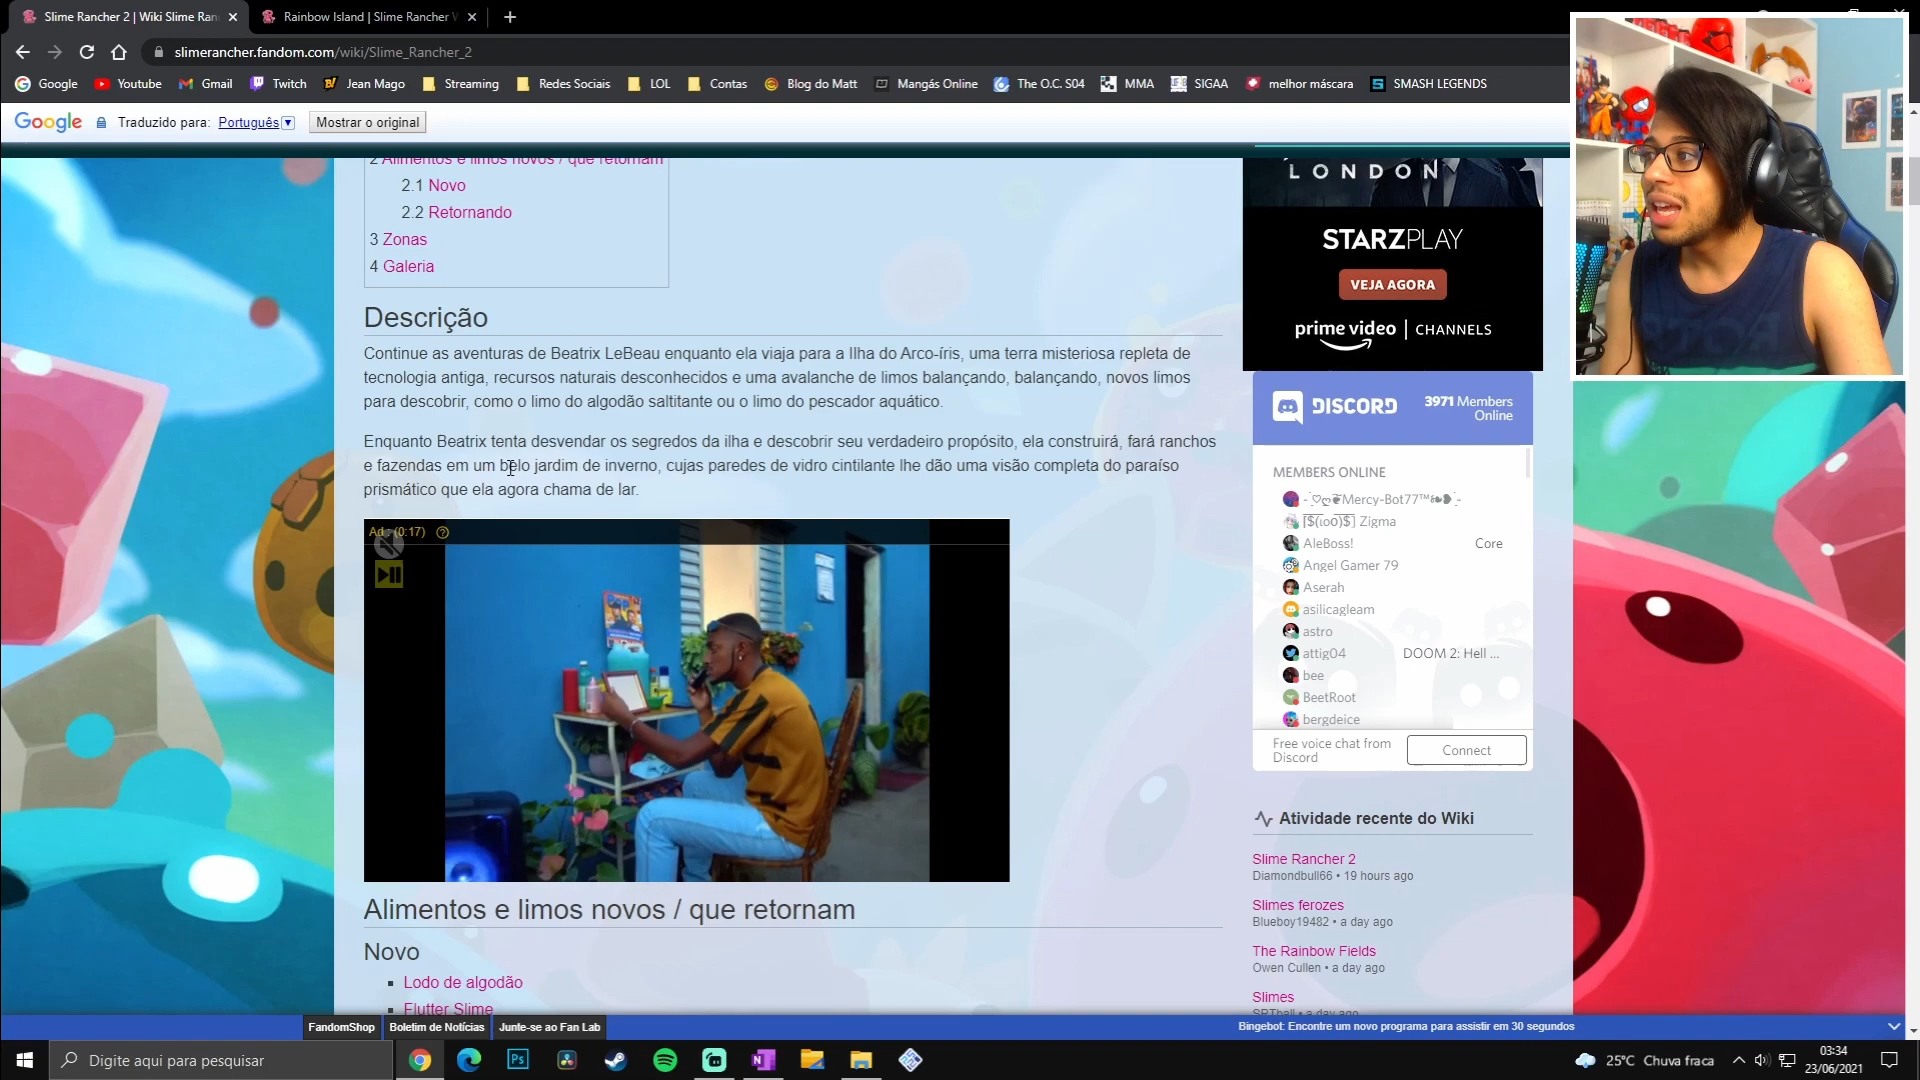 Slime Rancher 2 | Wiki Slime Ran
Rainbow Island | Slime Rancher W
slimerancher.fandom.com/wiki/Slime_Rancher_2
Google
Youtube
Gmail
Twitch
Jean Mago
Streaming
Redes Sociais
LOL
Contas
Blog do Matt
Mangás Online
The O.C. S04
MMA
SIGAA
melhor máscara
SMASH LEGENDS
Google
Traduzido para: Português
Mostrar o original
2 Alimentos e limos novos / que retornam
2.1 Novo
2.2 Retornando
3 Zonas
4 Galeria
Descrição
Continue as aventuras de Beatrix LeBeau enquanto ela viaja para a Ilha do Arco-íris, uma terra misteriosa repleta de
tecnologia antiga, recursos naturais desconhecidos e uma avalanche de limos balançando, balançando, novos limos
para descobrir, como o limo do algodão saltitante ou o limo do pescador aquático.
Enquanto Beatrix tenta desvendar os segredos da ilha e descobrir seu verdadeiro propósito, ela construirá, fará ranchos
e fazendas em um belo jardim de inverno, cujas paredes de vidro cintilante lhe dão uma visão completa do paraíso
prismático que ela agora chama de lar.
Ad : (0:17)
Alimentos e limos novos / que retornam
Novo
Lodo de algodão
Flutter Slime
LONDON
STARZPLAY
VEJA AGORA
prime video | CHANNELS
DISCORD
3971 Members
Online
MEMBERS ONLINE
Zigma
AleBoss!
Core
Angel Gamer 79
Aserah
asilicagleam
astro
attig04
DOOM 2: Hell ...
bee
BeetRoot
bergdeice
Free voice chat from
Discord
Connect
Atividade recente do Wiki
Slime Rancher 2
Diamondbull66 • 19 hours ago
Slimes ferozes
Blueboy19482 • a day ago
The Rainbow Fields
Owen Cullen • a day ago
Slimes
FandomShop
Boletim de Notícias
Junte-se ao Fan Lab
Bingebot: Encontre um novo programa para assistir em 30 segundos
Digite aqui para pesquisar
25°C Chuva fraca
03:34
23/06/2021